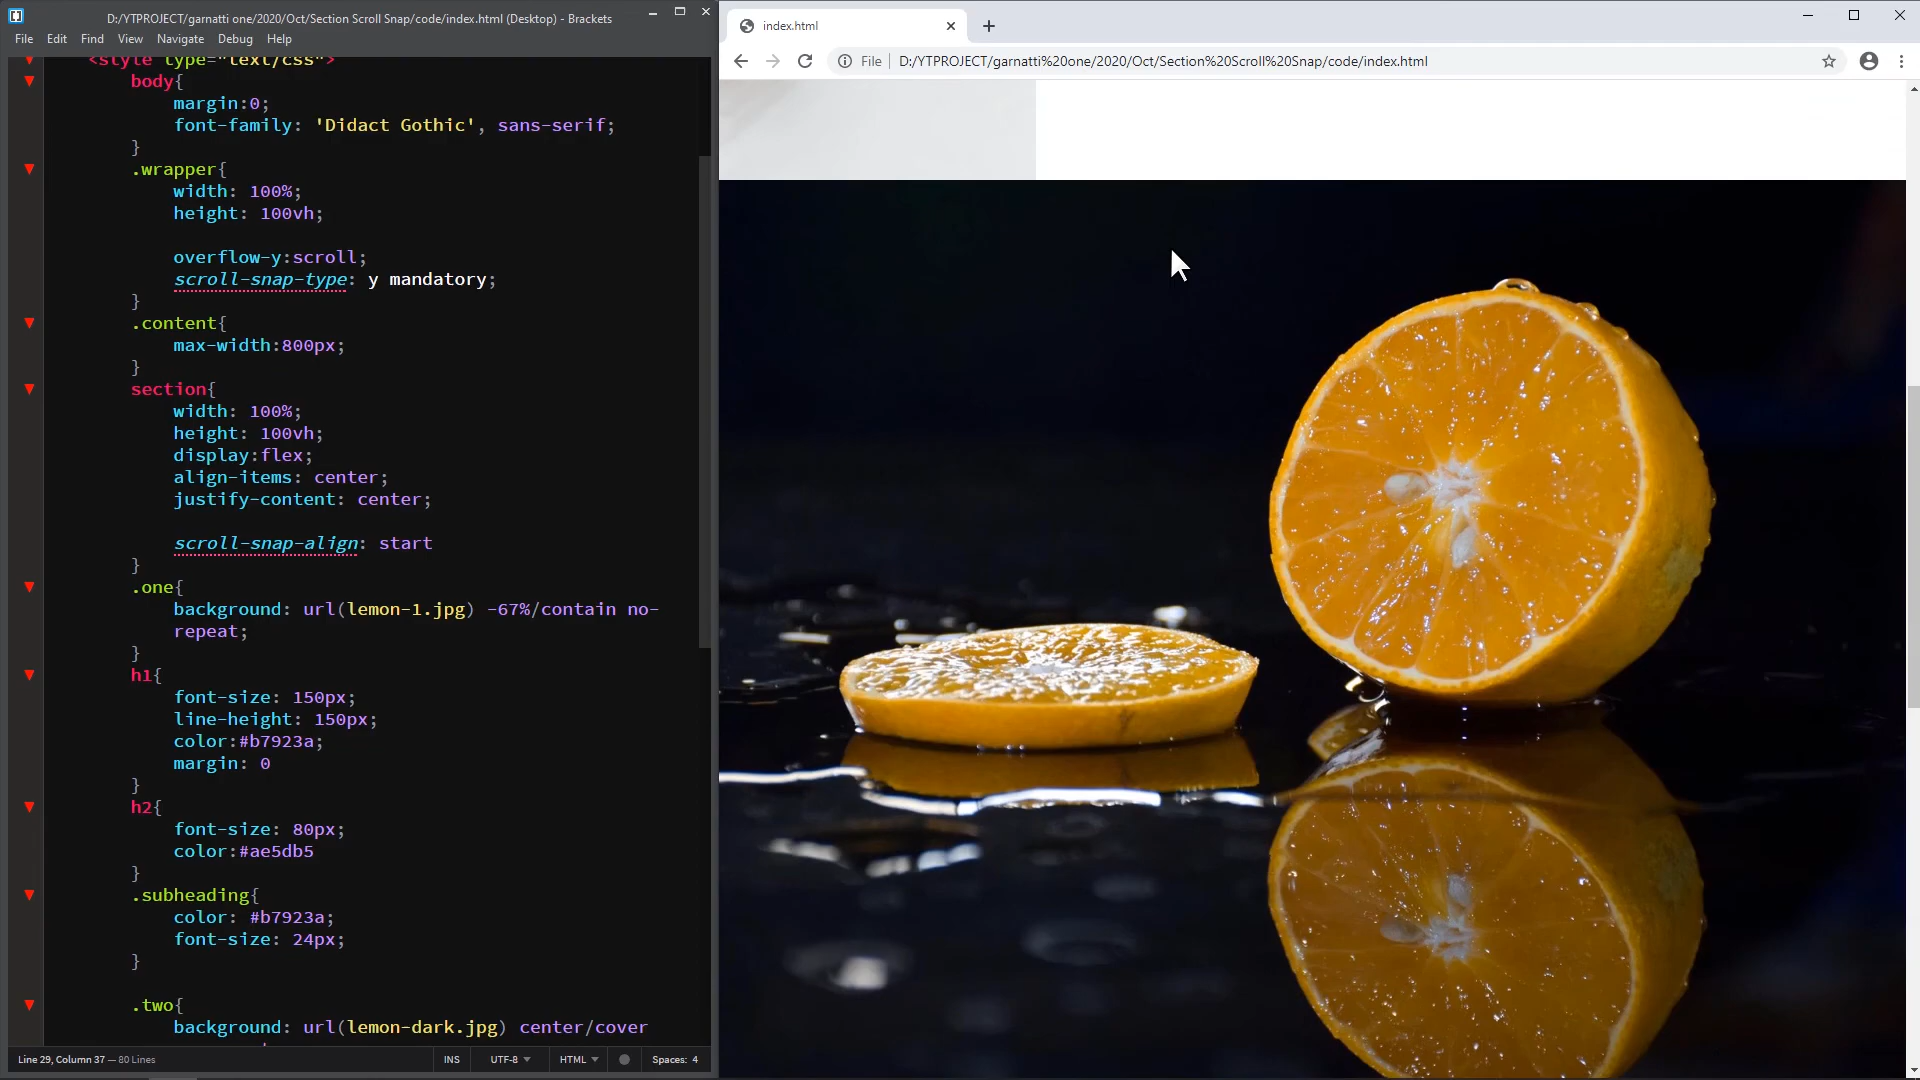 D:/YTPROJECT/garnatti one/2020/Oct/Section Scroll Snap/code/index.html (Desktop) - Brackets
File Edit Find View Navigate Debug Help
<style type="text/css">
body{
margin:0;
font-family: 'Didact Gothic', sans-serif;
}
.wrapper{
width: 100%;
height: 100vh;
overflow-y:scroll;
scroll-snap-type: y mandatory;
}
.content{
max-width:800px;
}
section{
width: 100%;
height: 100vh;
display:flex;
align-items: center;
justify-content: center;
scroll-snap-align: start
}
.one{
background: url(lemon-1.jpg) -67%/contain no-
repeat;
}
h1{
font-size: 150px;
line-height: 150px;
color:#b7923a;
margin: 0
}
h2{
font-size: 80px;
color:#ae5db5
}
.subheading{
color: #b7923a;
font-size: 24px;
}
.two{
background: url(lemon-dark.jpg) center/cover
Line 29, Column 37 — 80 Lines
INS UTF-8 HTML Spaces: 4
index.html
File D:/YTPROJECT/garnatti%20one/2020/Oct/Section%20Scroll%20Snap/code/index.html